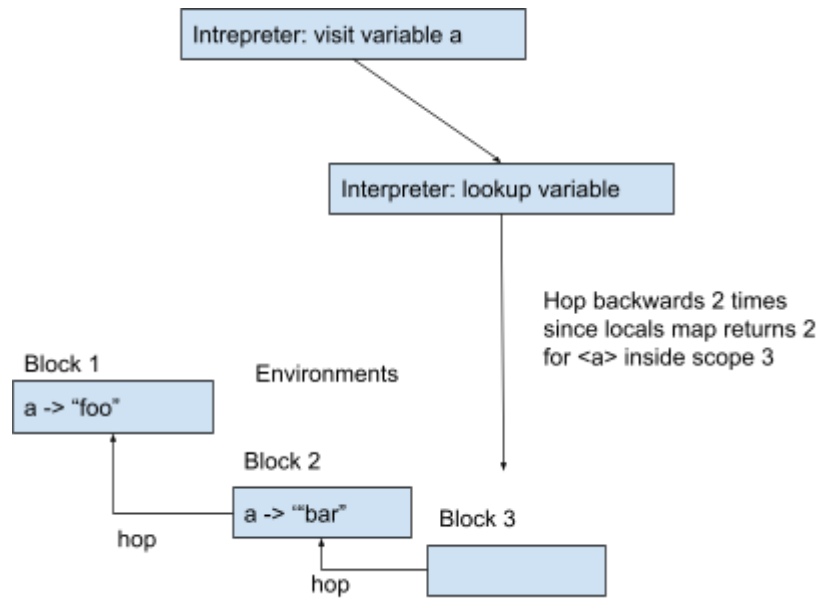 Intrepreter: visit variable a
Interpreter: lookup variable
Hop backwards 2 times
since locals map returns 2
for <a> inside scope 3
Block 1
Environments
a -> “foo”
Block 2
a -> ““bar”
Block 3
hop
hop